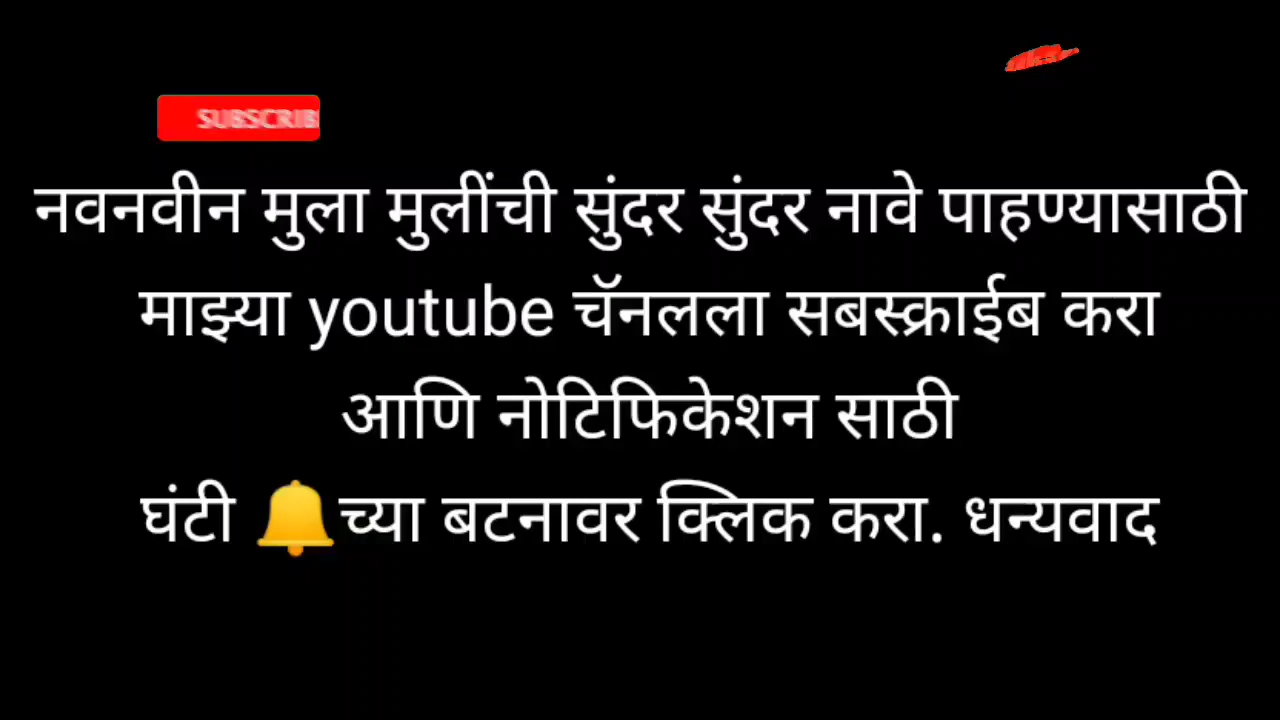 SUBSCRIB
नवनवीन मुला मुलींची सुंदर सुंदर नावे पाहण्यासाठी
माझ्या youtube चॅनलला सबस्क्राईब करा
आणि नोटिफिकेशन साठी
घंटी 🔔च्या बटनावर क्लिक करा. धन्यवाद